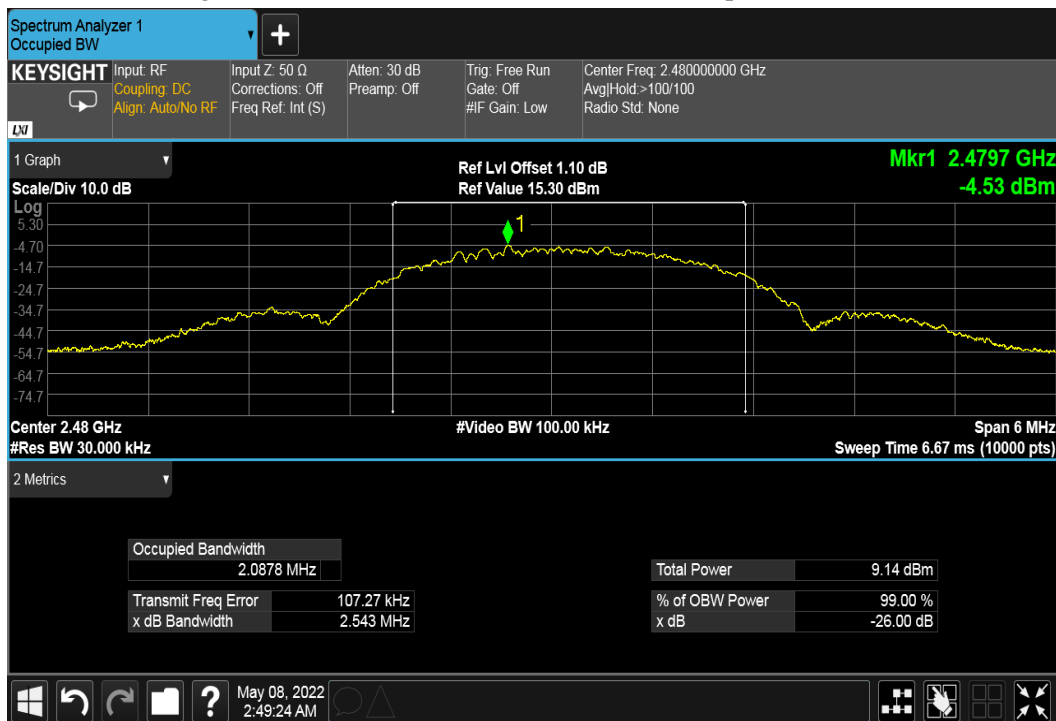 Spectrum Analyzer 1
Occupied BW
KEYSIGHT
LXI
Input: RF
Coupling: DC
Align: Auto/No RF
Input Z: 50 Ω
Corrections: Off
Freq Ref: Int (S)
Atten: 30 dB
Preamp: Off
Trig: Free Run
Gate: Off
#IF Gain: Low
Center Freq: 2.480000000 GHz
Avg|Hold:>100/100
Radio Std: None
1 Graph
Scale/Div 10.0 dB
Ref Lvl Offset 1.10 dB
Ref Value 15.30 dBm
Mkr1 2.4797 GHz
-4.53 dBm
Log
5.30
-4.70
-14.7
-24.7
-34.7
-44.7
-54.7
-64.7
-74.7
1
Center 2.48 GHz
#Res BW 30.000 kHz
#Video BW 100.00 kHz
Span 6 MHz
Sweep Time 6.67 ms (10000 pts)
2 Metrics
Occupied Bandwidth
2.0878 MHz
Transmit Freq Error 107.27 kHz
x dB Bandwidth 2.543 MHz
Total Power 9.14 dBm
% of OBW Power 99.00 %
x dB -26.00 dB
?
May 08, 2022
2:49:24 AM